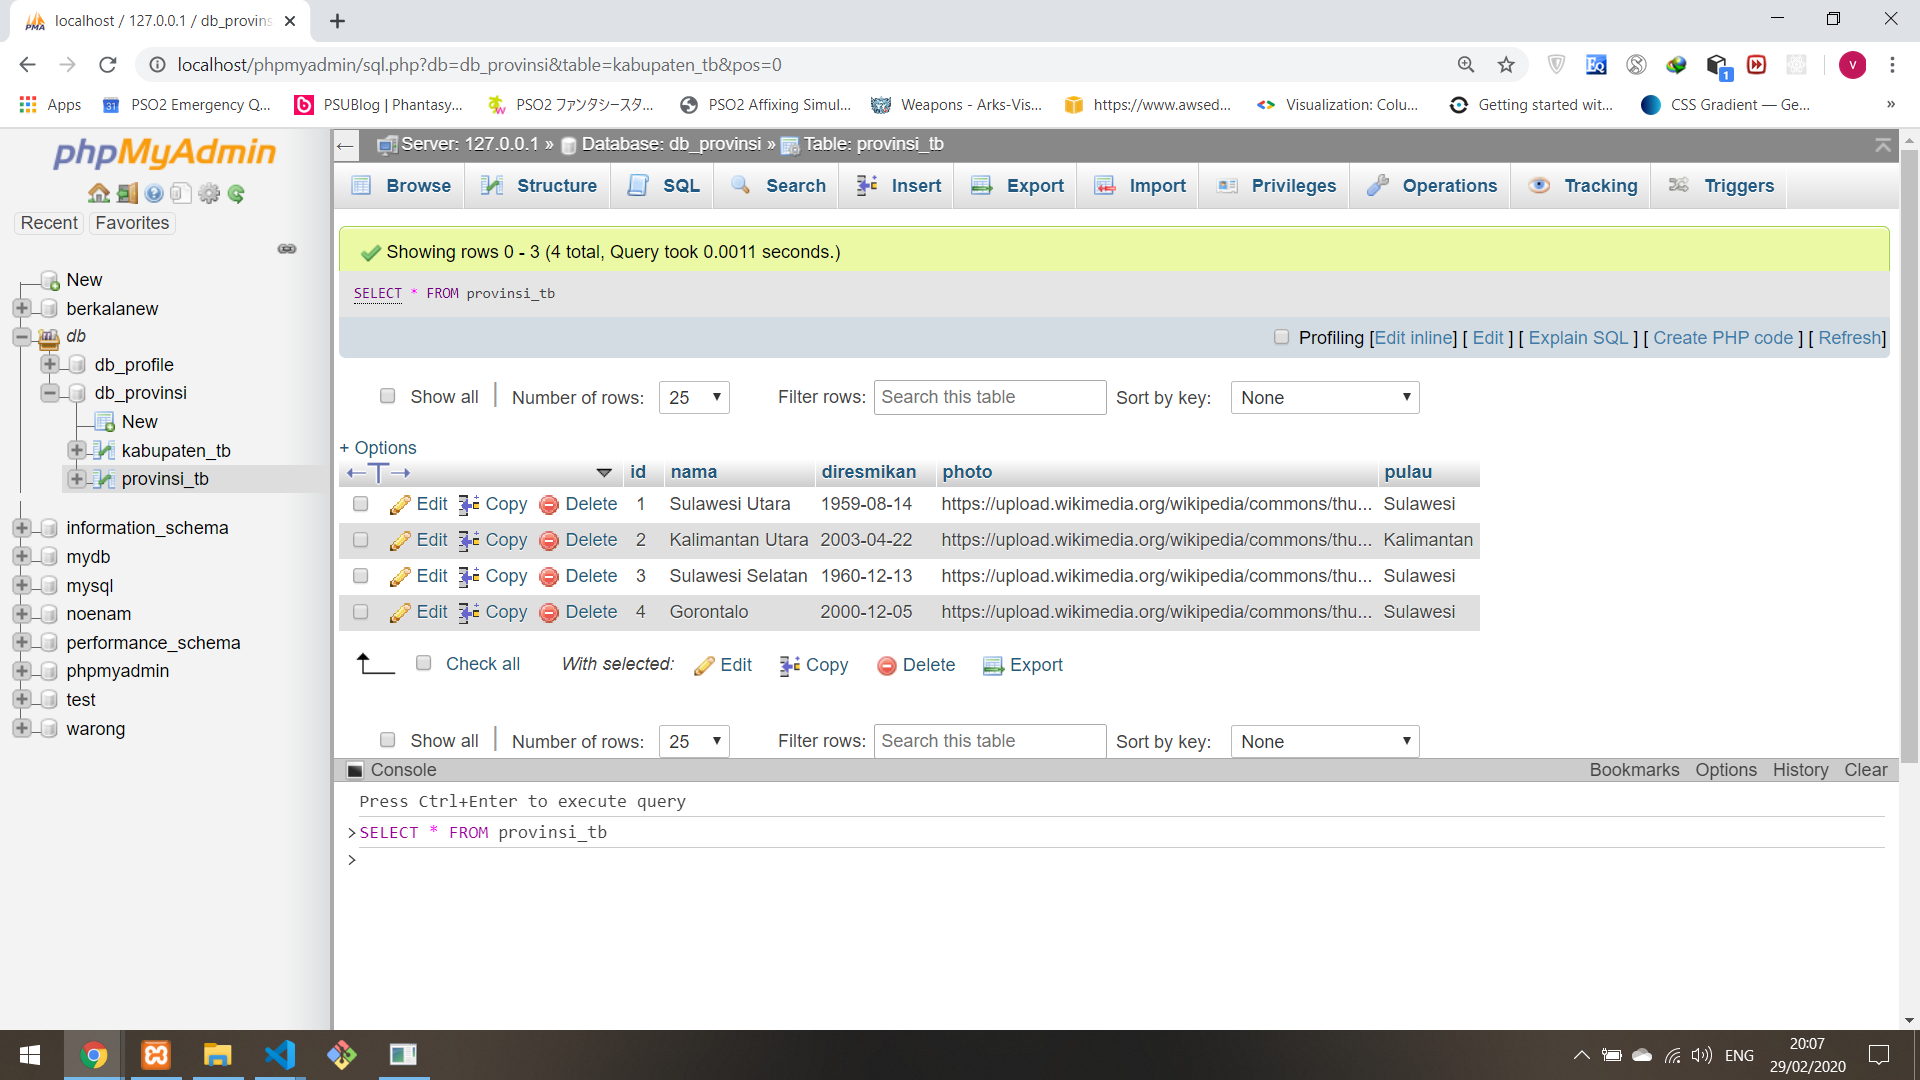 localhost / 127.0.0.1 / db_provins
localhost/phpmyadmin/sql.php?db=db_provinsi&table=kabupaten_tb&pos=0
Apps PSO2 Emergency Q... PSUBlog | Phantasy... PSO2 ファンタシースタ... PSO2 Affixing Simul... Weapons - Arks-Vis... https://www.awsed... Visualization: Colu... Getting started wit... CSS Gradient — Ge... »
phpMyAdmin
Recent Favorites
New
berkalanew
db
db_profile
db_provinsi
New
kabupaten_tb
provinsi_tb
information_schema
mydb
mysql
noenam
performance_schema
phpmyadmin
test
warong
Server: 127.0.0.1 » Database: db_provinsi » Table: provinsi_tb
Browse Structure SQL Search Insert Export Import Privileges Operations Tracking Triggers
Showing rows 0 - 3 (4 total, Query took 0.0011 seconds.)
SELECT * FROM provinsi_tb
Profiling [Edit inline] [ Edit ] [ Explain SQL ] [ Create PHP code ] [ Refresh]
Show all | Number of rows: 25 Filter rows: Search this table Sort by key: None
+ Options
←T→ id nama diresmikan photo pulau
Edit Copy Delete 1 Sulawesi Utara 1959-08-14 https://upload.wikimedia.org/wikipedia/commons/thu... Sulawesi
Edit Copy Delete 2 Kalimantan Utara 2003-04-22 https://upload.wikimedia.org/wikipedia/commons/thu... Kalimantan
Edit Copy Delete 3 Sulawesi Selatan 1960-12-13 https://upload.wikimedia.org/wikipedia/commons/thu... Sulawesi
Edit Copy Delete 4 Gorontalo 2000-12-05 https://upload.wikimedia.org/wikipedia/commons/thu... Sulawesi
Check all With selected: Edit Copy Delete Export
Show all | Number of rows: 25 Filter rows: Search this table Sort by key: None
Console Bookmarks Options History Clear
Press Ctrl+Enter to execute query
>SELECT * FROM provinsi_tb
>
ENG 20:07
29/02/2020